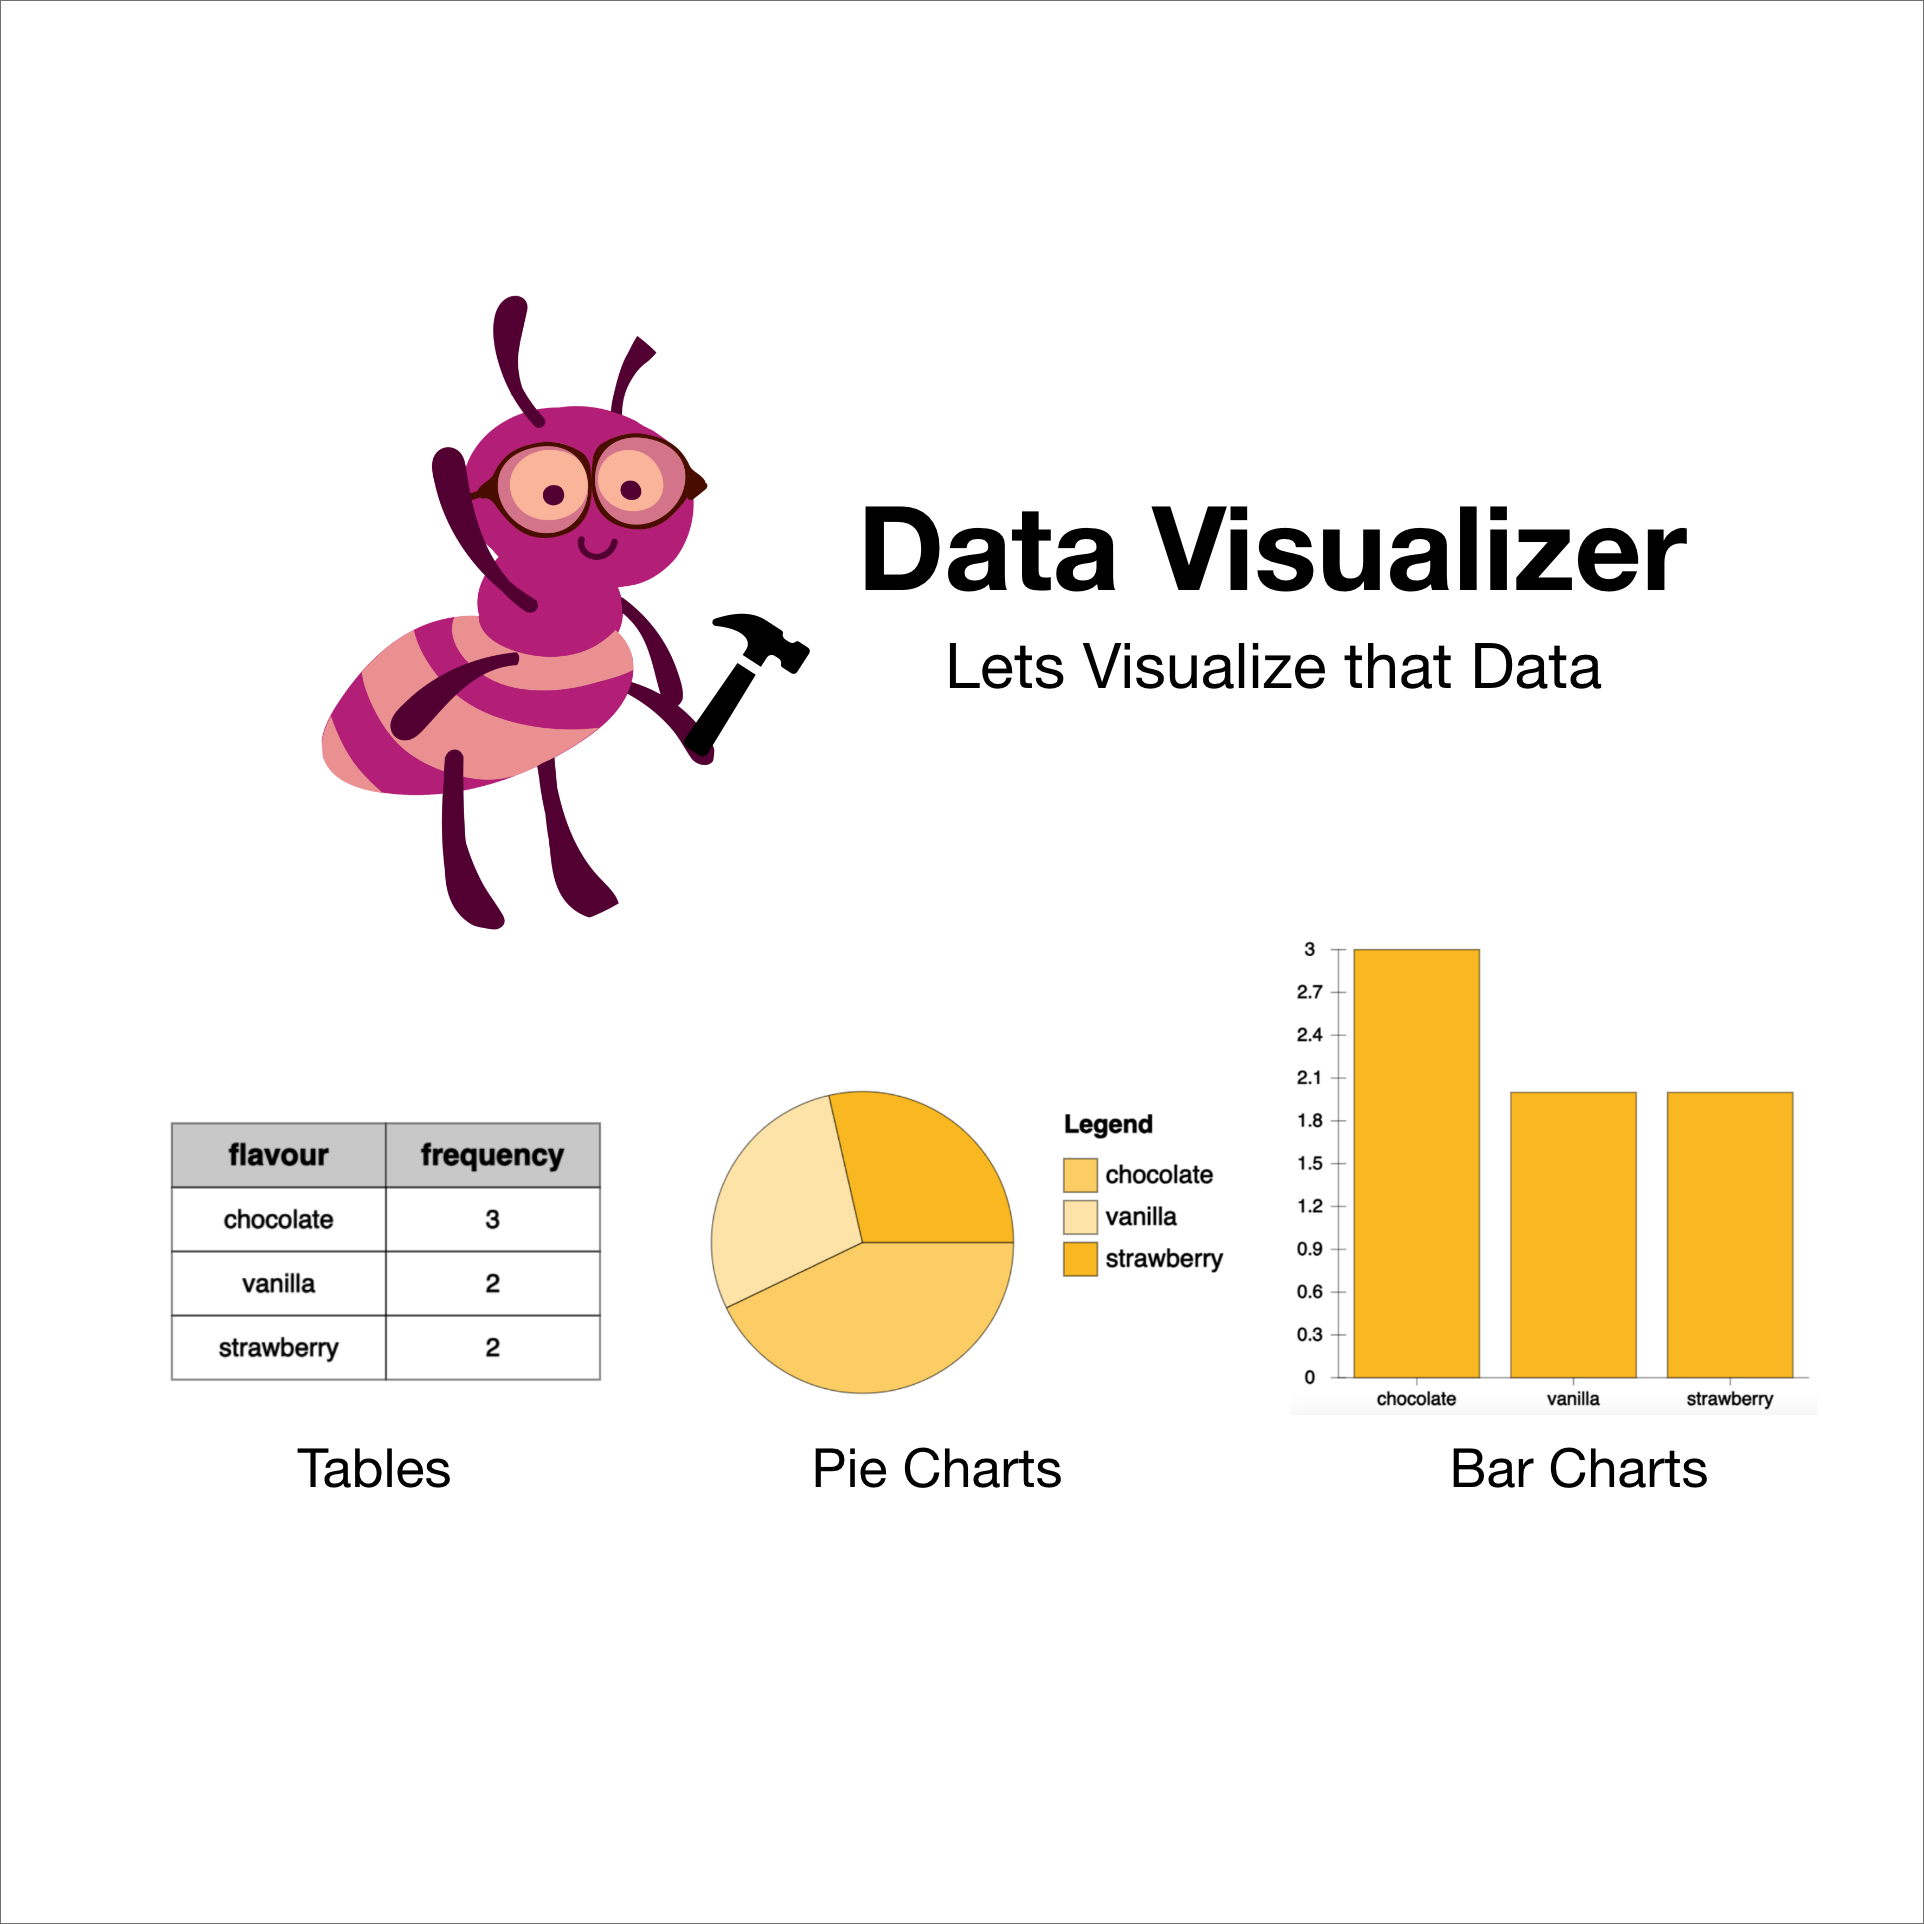 Data Visualizer
Lets Visualize that Data
flavour frequency
chocolate 3
vanilla 2
strawberry 2
Tables
Legend
chocolate
vanilla
strawberry
Pie Charts
3
2.7
2.4
2.1
1.8
1.5
1.2
0.9
0.6
0.3
0
chocolate vanilla strawberry
Bar Charts